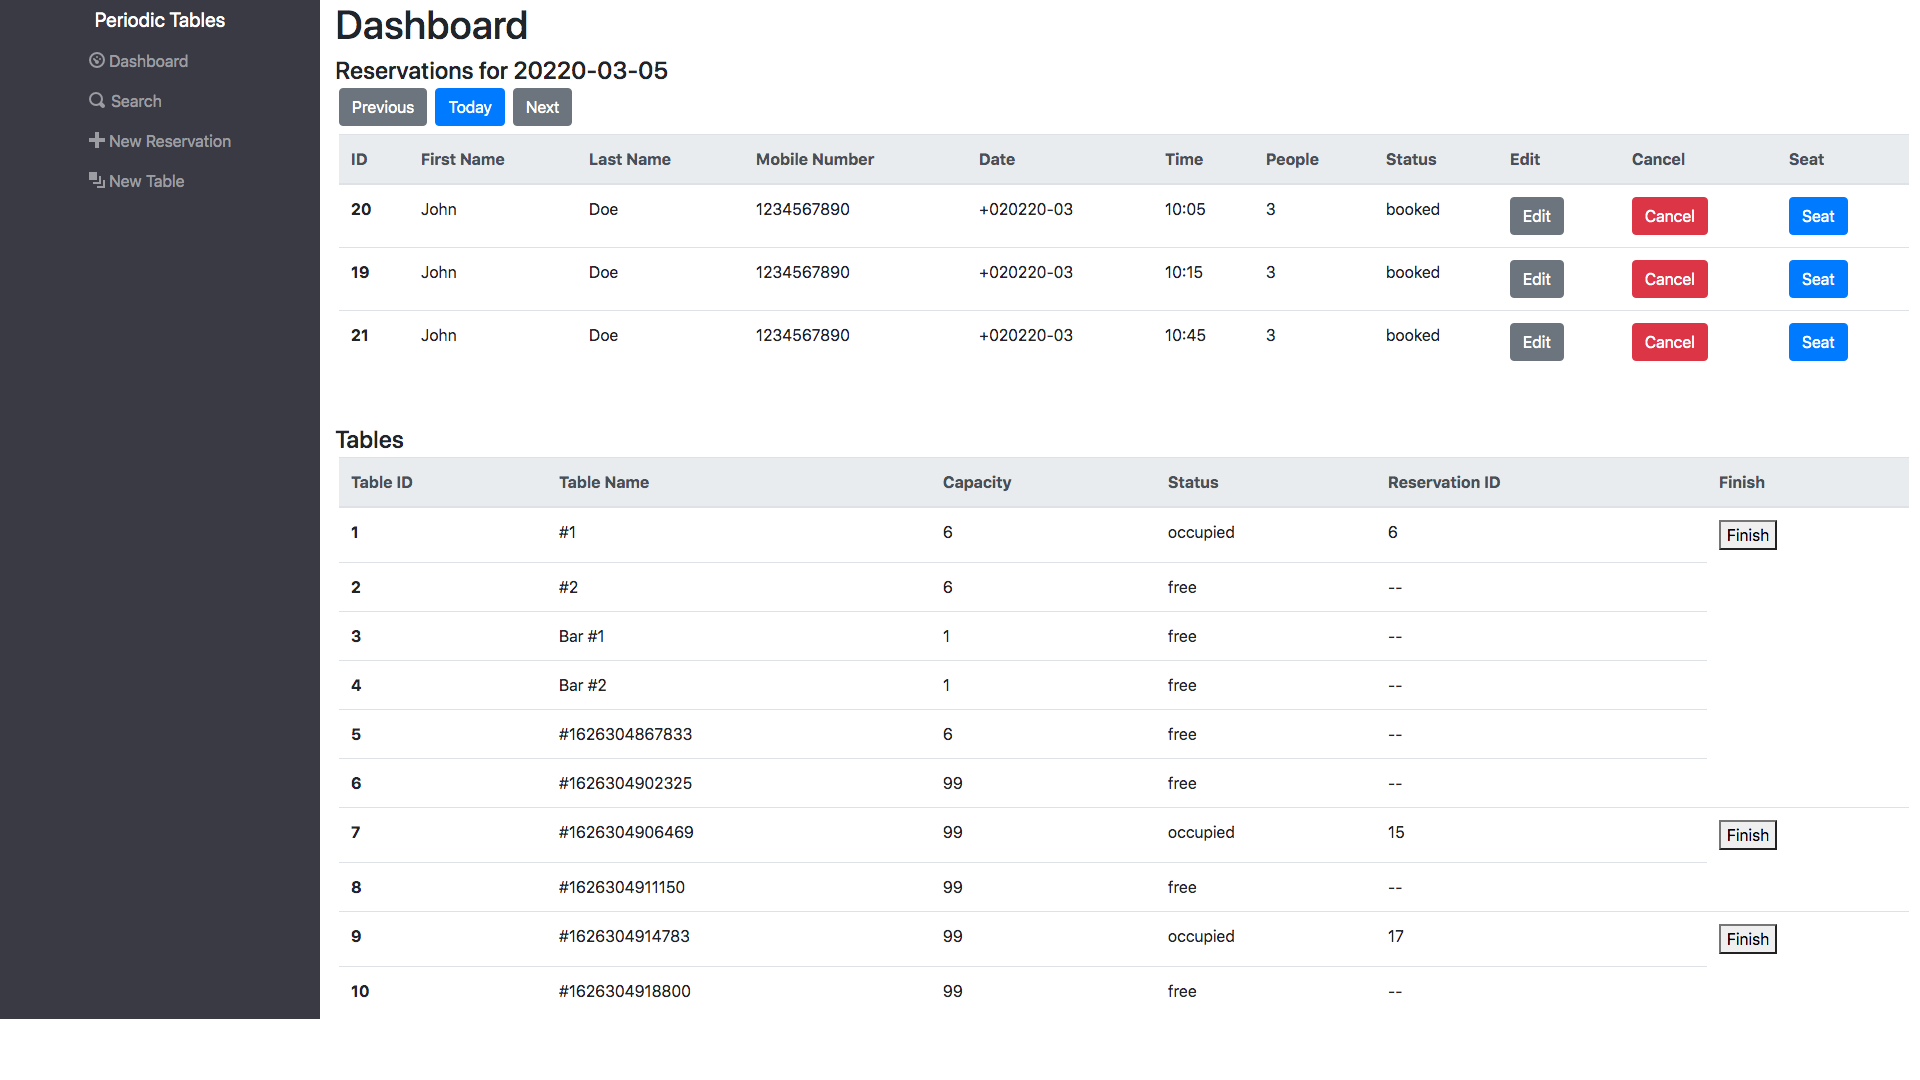 Periodic Tables
Dashboard
Search
New Reservation
New Table
Dashboard
Reservations for 20220-03-05
Previous Today Next
ID First Name Last Name Mobile Number Date Time People Status Edit Cancel Seat
20 John Doe 1234567890 +020220-03 10:05 3 booked Edit Cancel Seat
19 John Doe 1234567890 +020220-03 10:15 3 booked Edit Cancel Seat
21 John Doe 1234567890 +020220-03 10:45 3 booked Edit Cancel Seat
Tables
Table ID Table Name Capacity Status Reservation ID Finish
1 #1 6 occupied 6 Finish
2 #2 6 free --
3 Bar #1 1 free --
4 Bar #2 1 free --
5 #1626304867833 6 free --
6 #1626304902325 99 free --
7 #1626304906469 99 occupied 15 Finish
8 #1626304911150 99 free --
9 #1626304914783 99 occupied 17 Finish
10 #1626304918800 99 free --